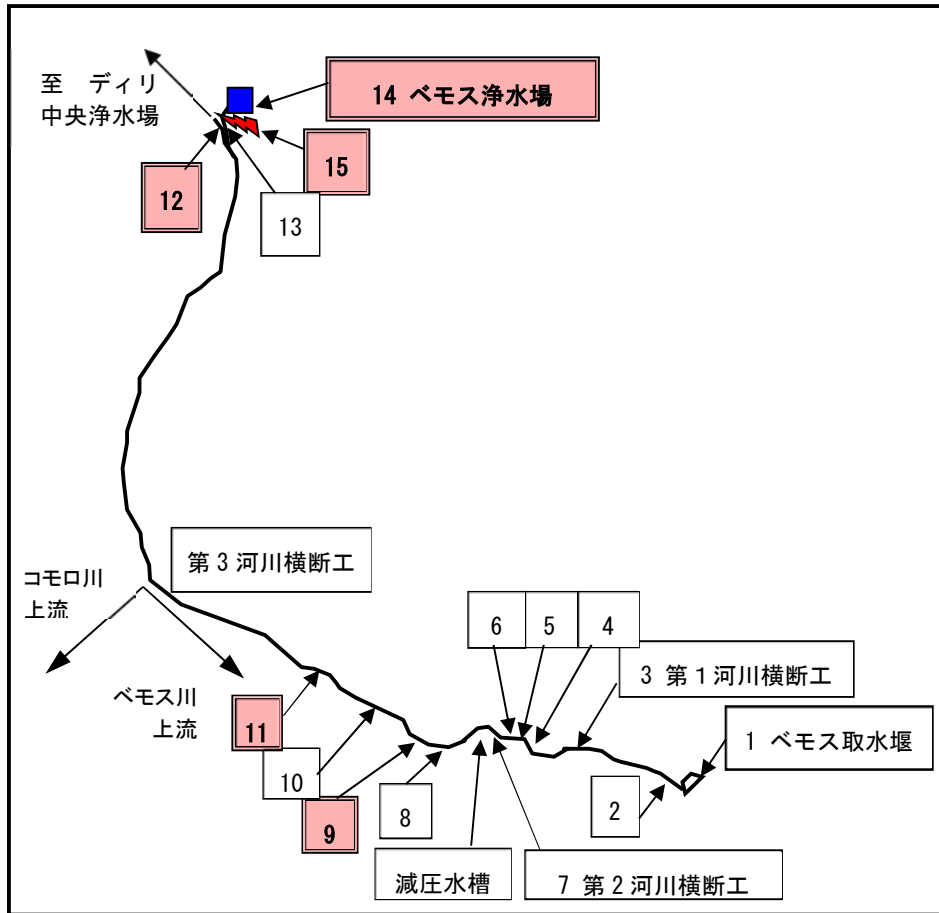 至 ディリ
中央浄水場
14 ベモス浄水場
15
12
13
第3河川横断工
コモロ川
上流
6
5
4
3 第1河川横断工
ベモス川
上流
11
1 ベモス取水堰
10
2
8
9
減圧水槽
7 第2河川横断工